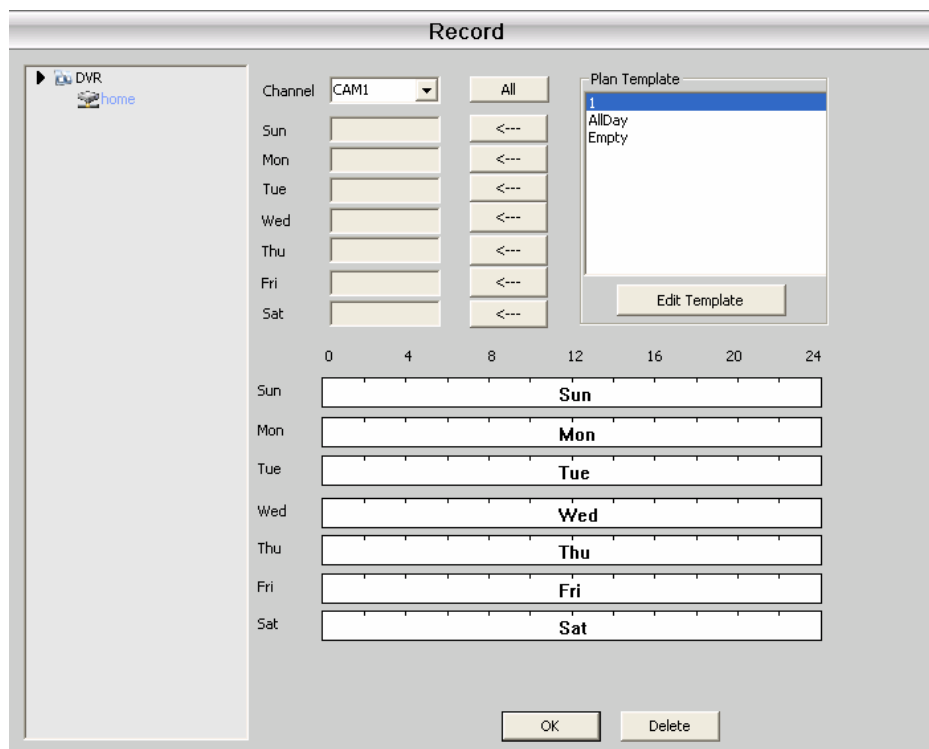 Record
DVR
home
Channel CAM1 All
Sun <---
Mon <---
Tue <---
Wed <---
Thu <---
Fri <---
Sat <---
Plan Template
1
AllDay
Empty
Edit Template
0 4 8 12 16 20 24
Sun Sun
Mon Mon
Tue Tue
Wed Wed
Thu Thu
Fri Fri
Sat Sat
OK Delete